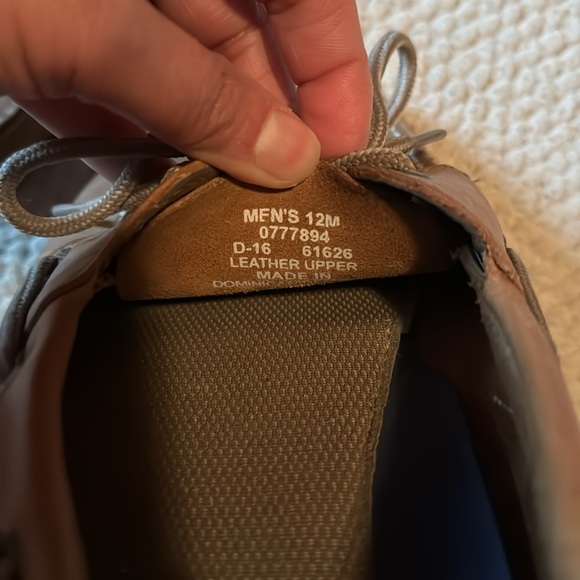 MEN'S 12M
0777894
D-16 61626
LEATHER UPPER
MADE IN